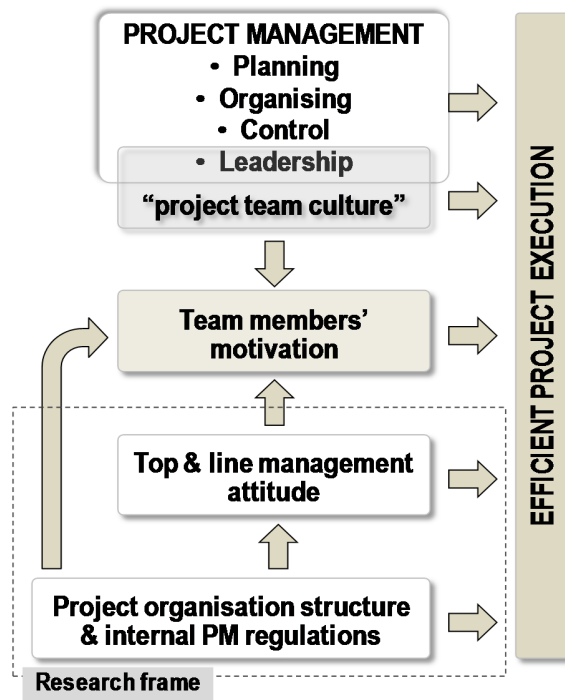 PROJECT MANAGEMENT
• Planning
• Organising
• Control
• Leadership
“project team culture”
Team members’
motivation
Top & line management
attitude
Project organisation structure
& internal PM regulations
Research frame
EFFICIENT PROJECT EXECUTION